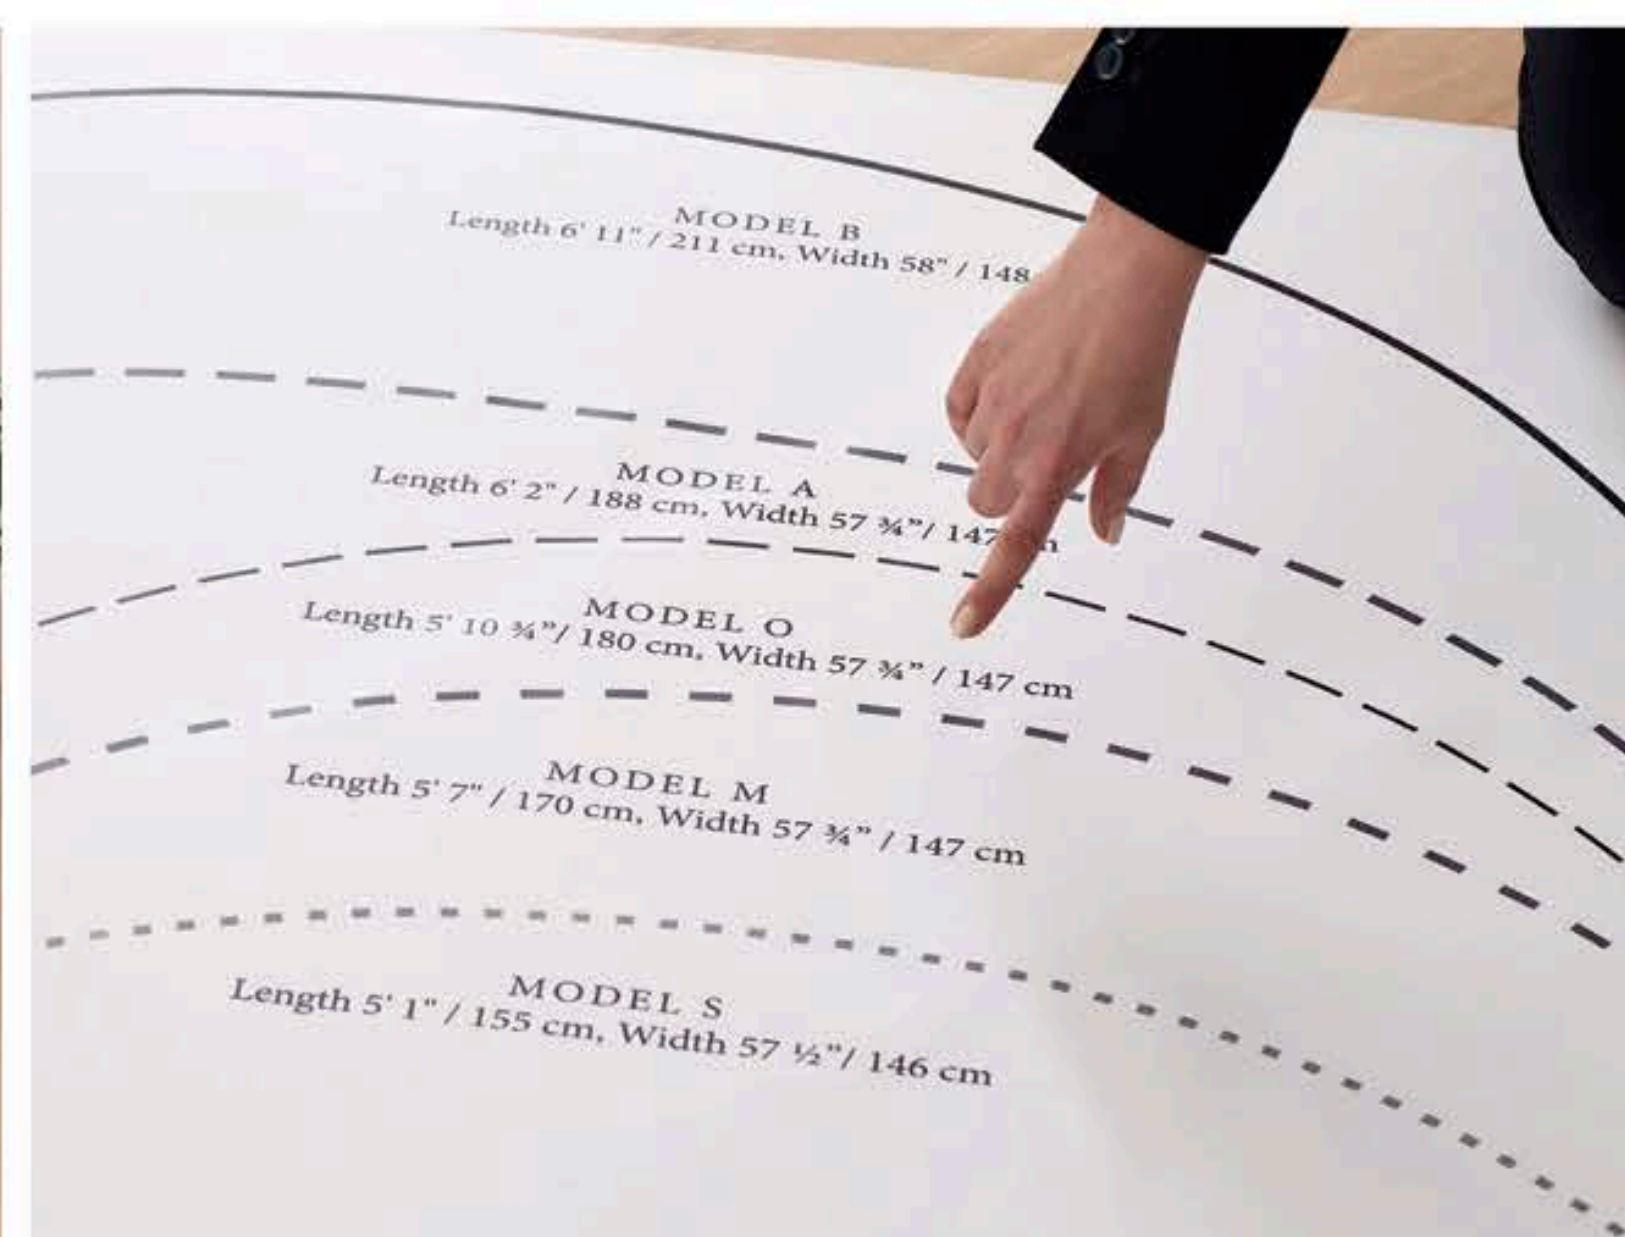 MODEL B
Length 6' 11" / 211 cm, Width 58" / 148
MODEL A
Length 6' 2" / 188 cm, Width 57 ¾”/ 147
MODEL O
Length 5' 10 ¾”/ 180 cm, Width 57 ¾” / 147 cm
MODEL M
Length 5' 7" / 170 cm, Width 57 ¾” / 147 cm
MODEL S
Length 5' 1" / 155 cm, Width 57 ½”/ 146 cm